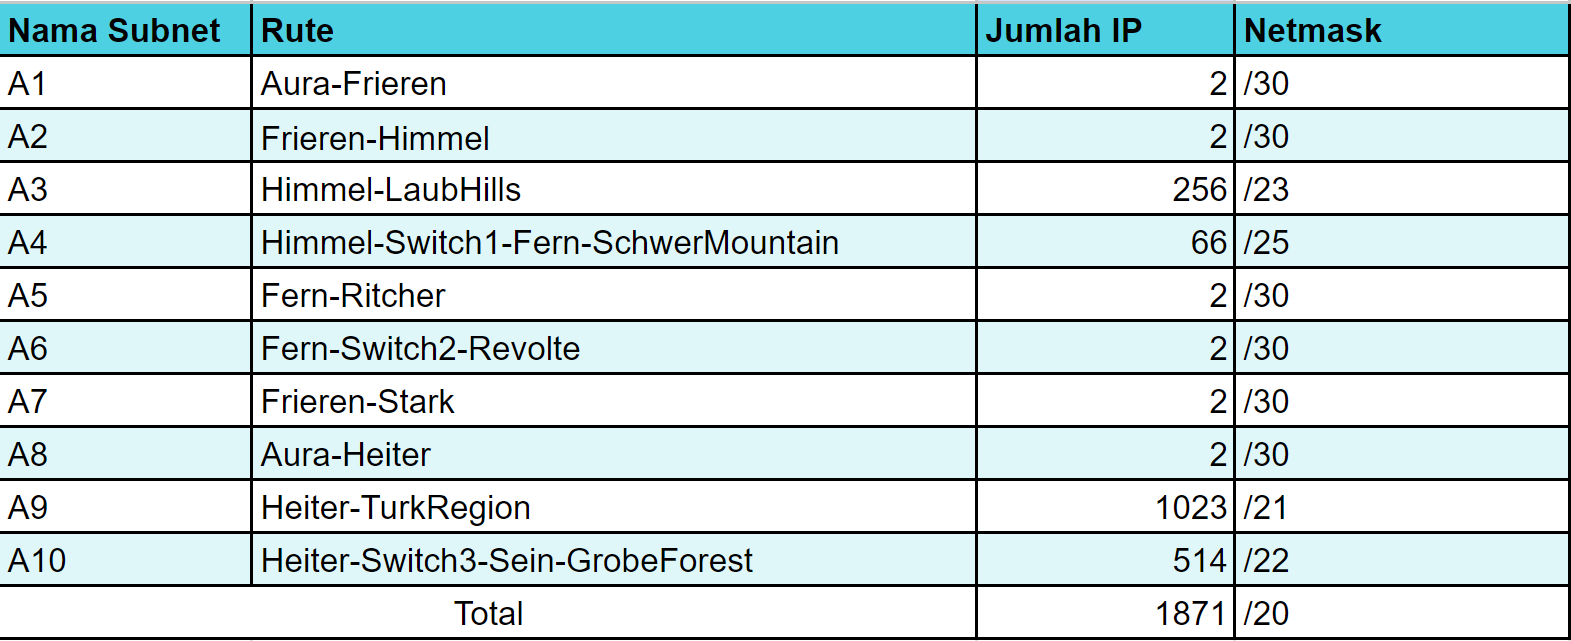 Nama Subnet Rute Jumlah IP Netmask
A1 Aura-Frieren 2 /30
A2 Frieren-Himmel 2 /30
A3 Himmel-LaubHills 256 /23
A4 Himmel-Switch1-Fern-SchwerMountain 66 /25
A5 Fern-Ritcher 2 /30
A6 Fern-Switch2-Revolte 2 /30
A7 Frieren-Stark 2 /30
A8 Aura-Heiter 2 /30
A9 Heiter-TurkRegion 1023 /21
A10 Heiter-Switch3-Sein-GrobeForest 514 /22
Total 1871 /20